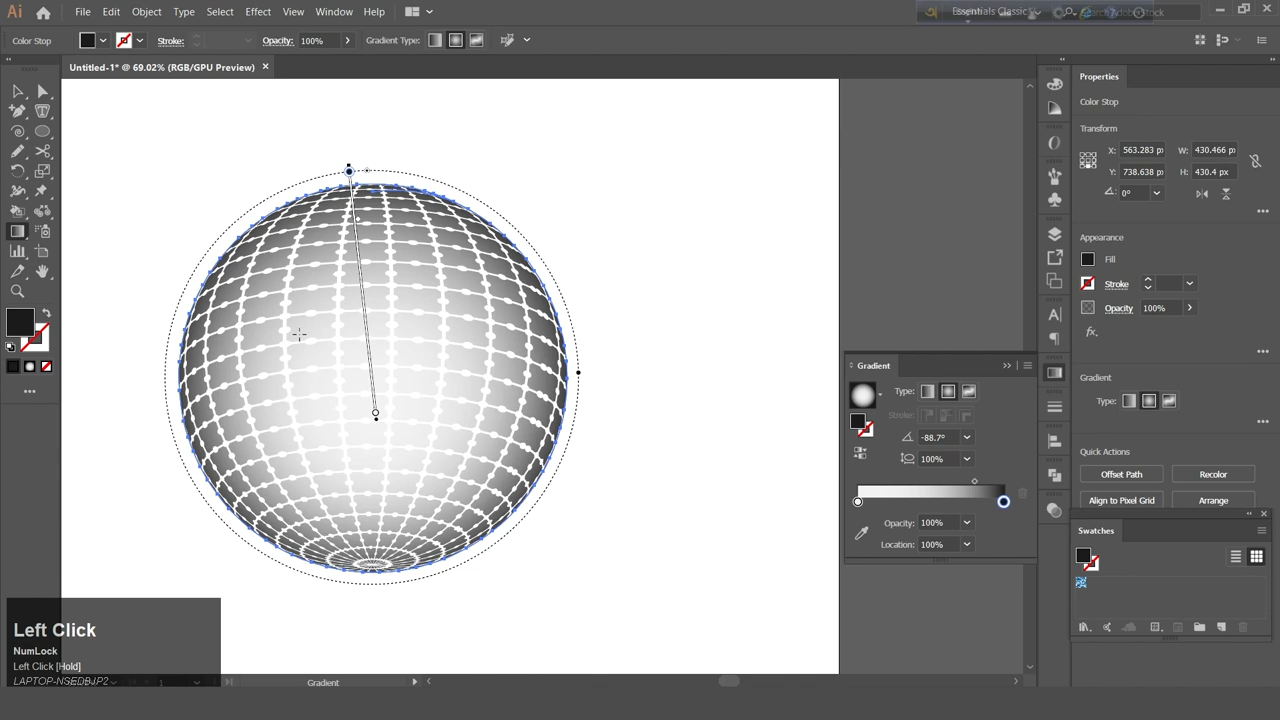 Ai File Edit Object Type Select Effect View Window Help Essentials Classic
Color Stop Stroke: Opacity: 100% Gradient Type:
Untitled-1* @ 69.02% (RGB/GPU Preview) ×
Properties
Color Stop
Transform
X: 563.283 px W: 430.466 px
Y: 738.638 px H: 430.4 px
0°
Appearance
Fill
Stroke
Opacity 100%
fx.
Gradient
Type:
Quick Actions
Offset Path Recolor
Align to Pixel Grid Arrange
Swatches
Gradient
Type:
Stroke:
-88.7°
100%
Opacity: 100%
Location: 100%
Left Click
NumLock
Left Click [Hold]
LAPTOP-NSEDBJP2
1 Gradient